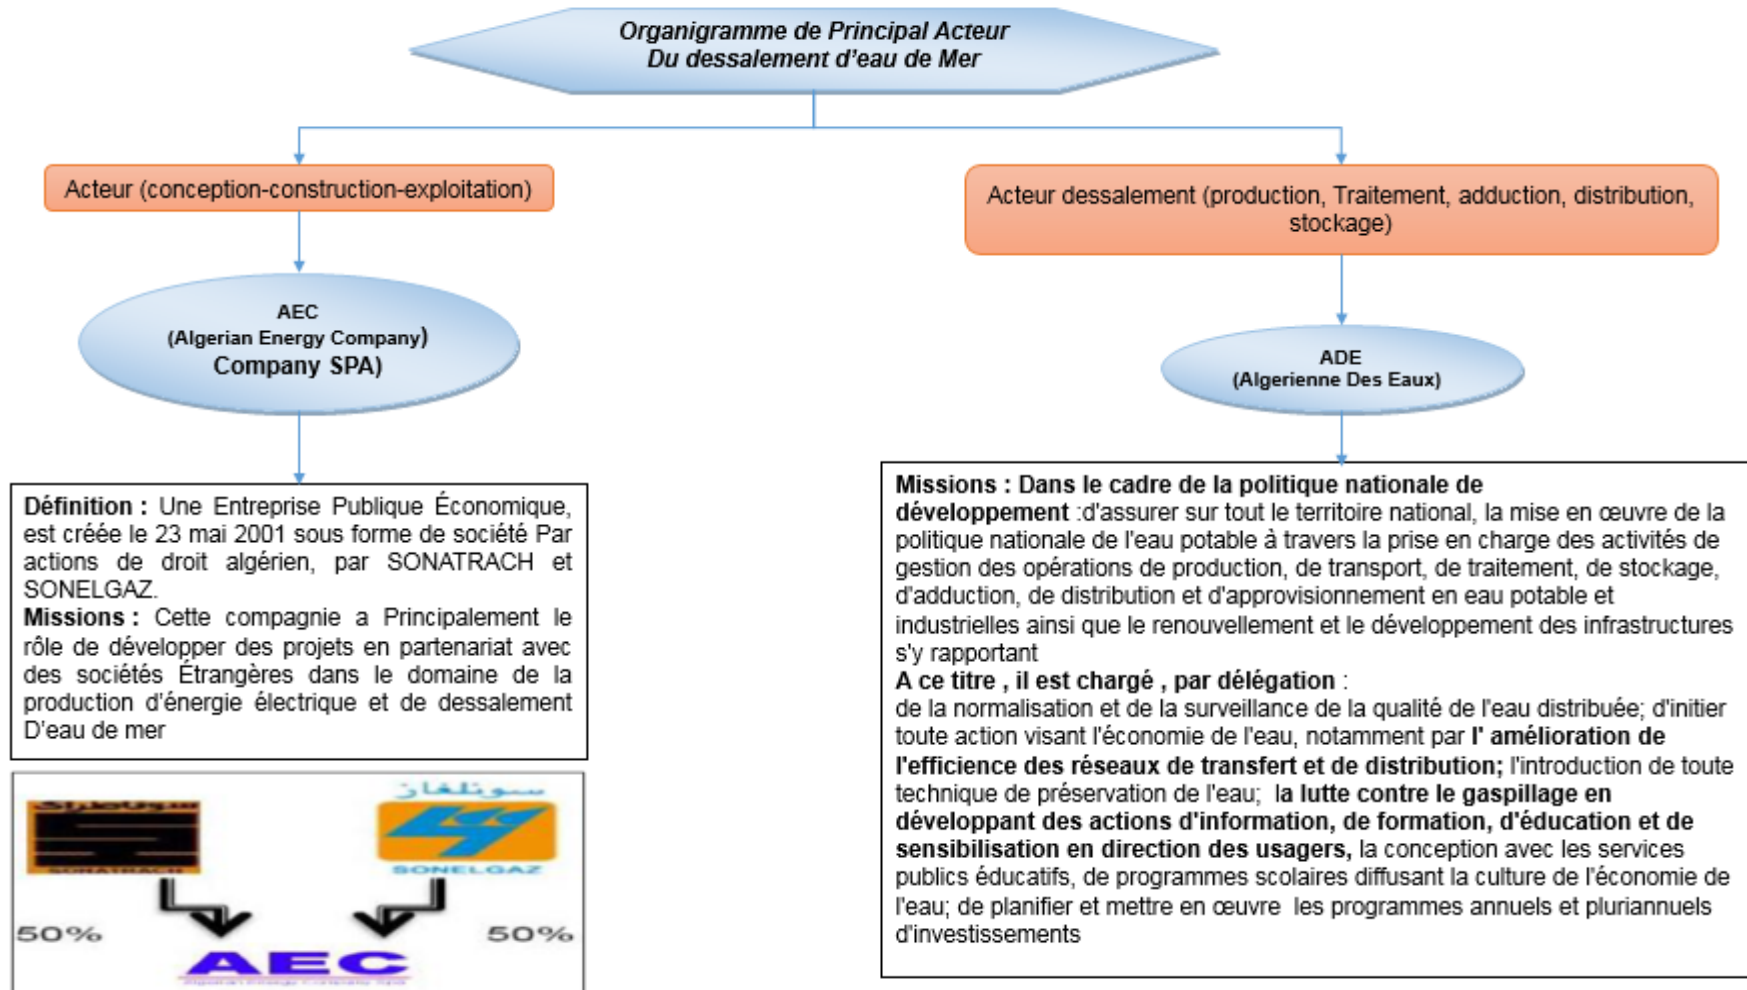 Organigramme de Principal Acteur
Du dessalement d'eau de Mer
Acteur (conception-construction-exploitation)
Acteur dessalement (production, Traitement, adduction, distribution,
stockage)
AEC
(Algerian Energy Company)
Company SPA)
ADE
(Algerienne Des Eaux)
Définition : Une Entreprise Publique Économique,
est créée le 23 mai 2001 sous forme de société Par
actions de droit algérien, par SONATRACH et
SONELGAZ.
Missions : Cette compagnie a Principalement le
rôle de développer des projets en partenariat avec
des sociétés Étrangères dans le domaine de la
production d'énergie électrique et de dessalement
D'eau de mer
Missions : Dans le cadre de la politique nationale de
développement :d'assurer sur tout le territoire national, la mise en œuvre de la
politique nationale de l'eau potable à travers la prise en charge des activités de
gestion des opérations de production, de transport, de traitement, de stockage,
d'adduction, de distribution et d'approvisionnement en eau potable et
industrielles ainsi que le renouvellement et le développement des infrastructures
s'y rapportant
A ce titre , il est chargé , par délégation :
de la normalisation et de la surveillance de la qualité de l'eau distribuée; d'initier
toute action visant l'économie de l'eau, notamment par l' amélioration de
l'efficience des réseaux de transfert et de distribution; l'introduction de toute
technique de préservation de l'eau; la lutte contre le gaspillage en
développant des actions d'information, de formation, d'éducation et de
sensibilisation en direction des usagers, la conception avec les services
publics éducatifs, de programmes scolaires diffusant la culture de l'économie de
l'eau; de planifier et mettre en œuvre les programmes annuels et pluriannuels
d'investissements
سوناطراك
SONATRACH
سونلغاز
SONELGAZ
50%
50%
AEC
Algerian Energy Company Spa